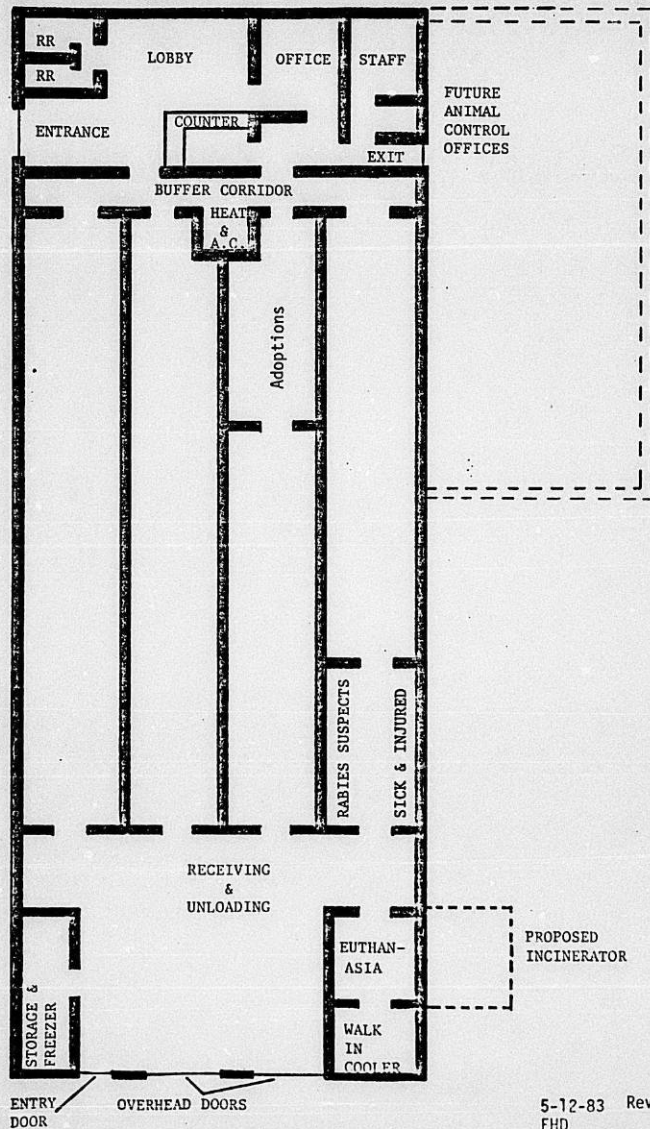 RR
LOBBY
OFFICE
STAFF
RR
FUTURE
ANIMAL
CONTROL
OFFICES
COUNTER
ENTRANCE
EXIT
BUFFER CORRIDOR
HEAT
&
A.C.
Adoptions
RABIES SUSPECTS
SICK & INJURED
RECEIVING
&
UNLOADING
EUTHAN-
ASIA
PROPOSED
INCINERATOR
STORAGE &
FREEZER
WALK
IN
COOLER
ENTRY
DOOR
OVERHEAD DOORS
5-12-83 Rev
FHD